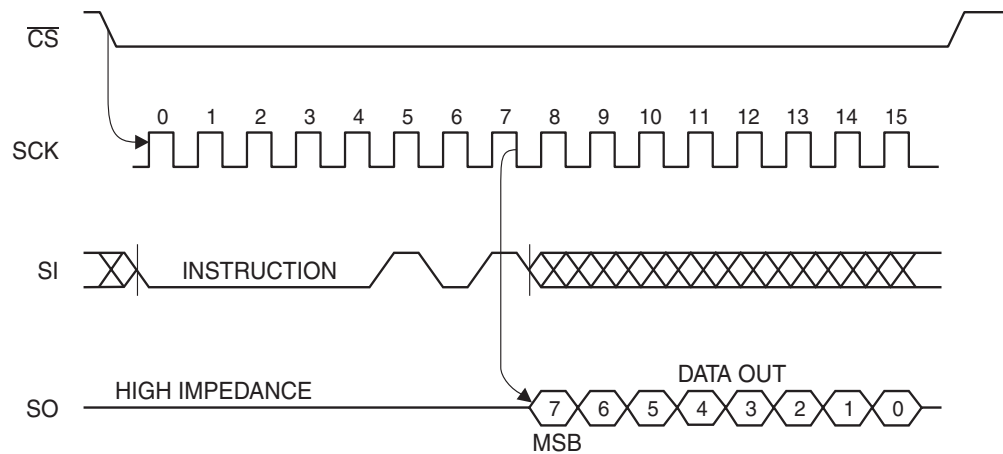 C̅S̅
0 1 2 3 4 5 6 7 8 9 10 11 12 13 14 15
SCK
SI INSTRUCTION
HIGH IMPEDANCE DATA OUT
SO 7 6 5 4 3 2 1 0
MSB